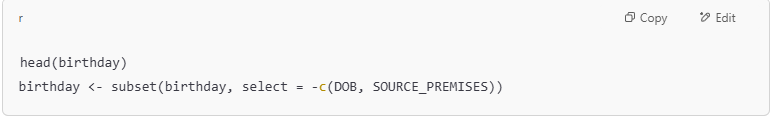 r
Copy
Edit
head(birthday)
birthday <- subset(birthday, select = -c(DOB, SOURCE_PREMISES))